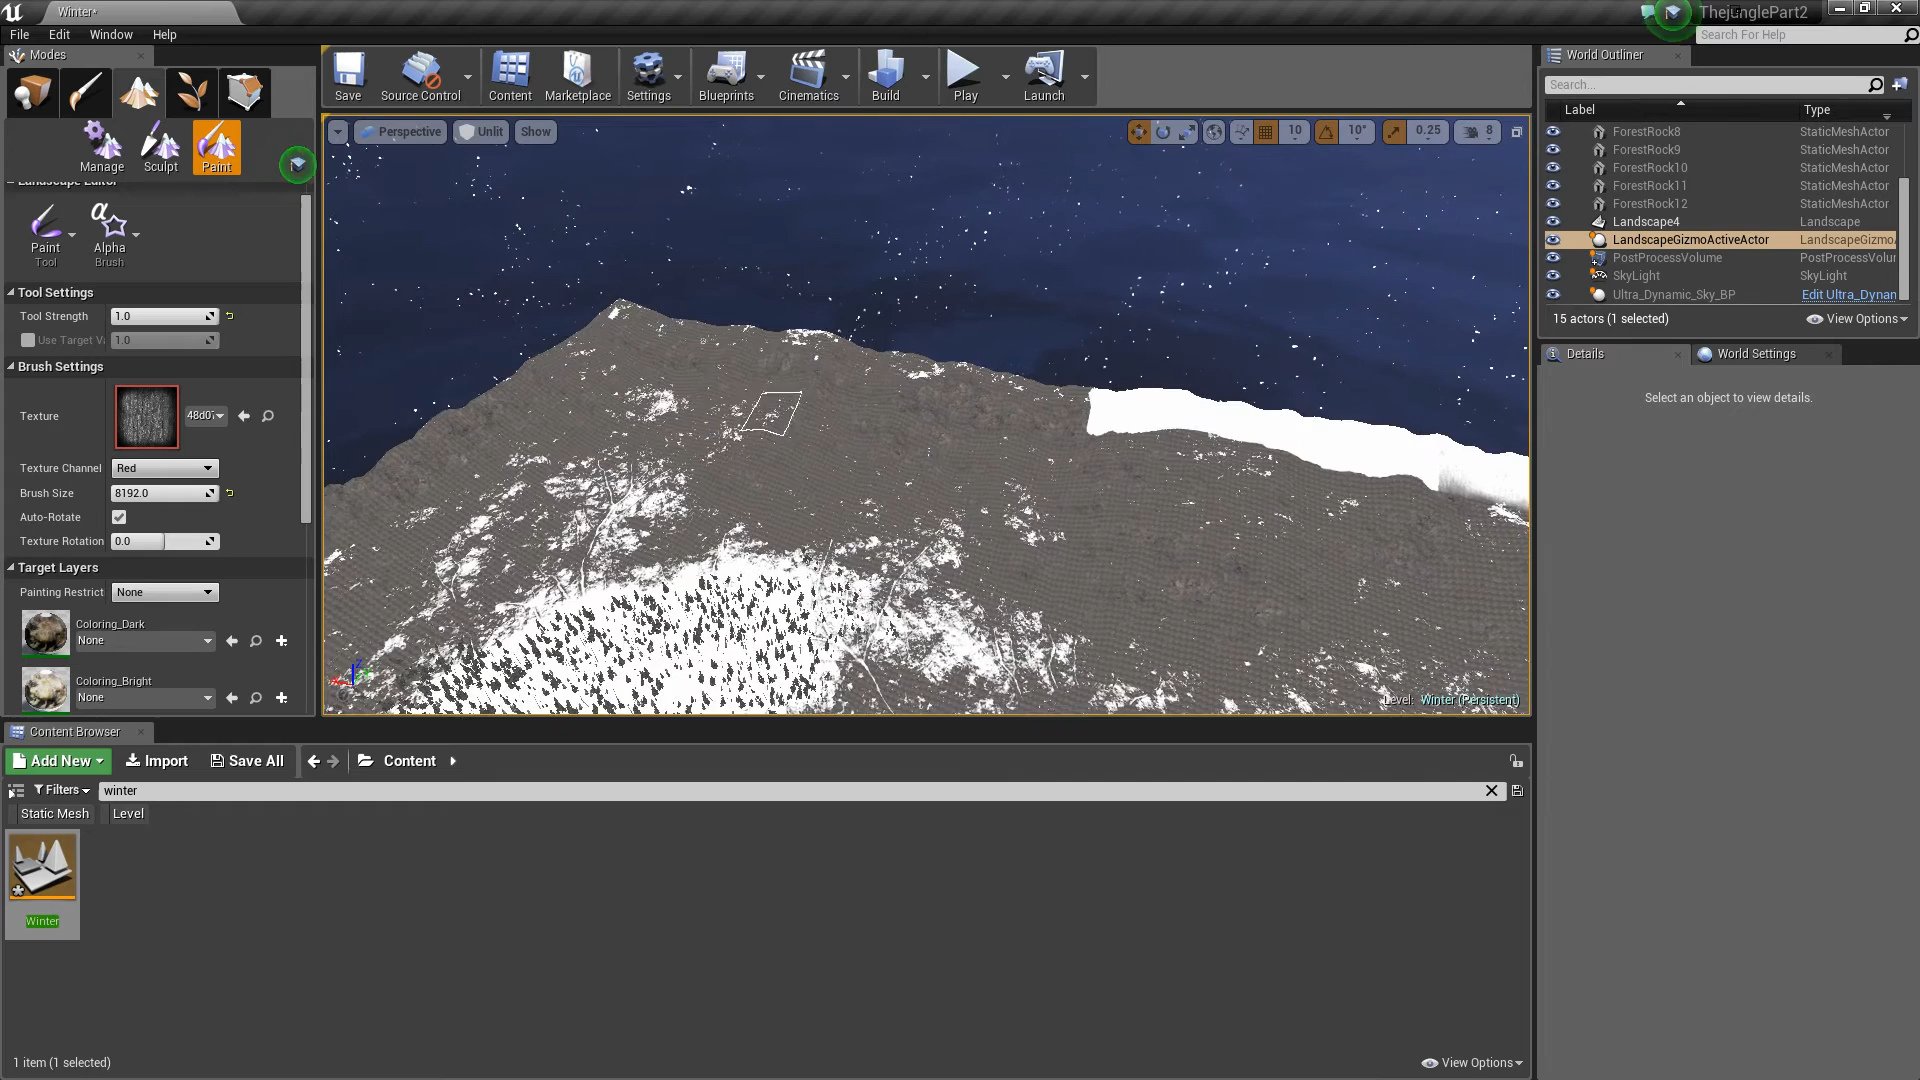 Winter*
ThejunglePart2
File
Edit
Window
Help
Search For Help
Modes
Manage
Sculpt
Paint
Landscape Editor
Paint
Tool
Alpha
Brush
Tool Settings
Tool Strength
1.0
Use Target Va
1.0
Brush Settings
Texture
48d07
Texture Channel
Red
Brush Size
8192.0
Auto-Rotate
Texture Rotation
0.0
Target Layers
Painting Restrict
None
Coloring_Dark
None
Coloring_Bright
None
Save
Source Control
Content
Marketplace
Settings
Blueprints
Cinematics
Build
Play
Launch
Perspective
Unlit
Show
10
10°
0.25
8
Level: Winter (Persistent)
World Outliner
Search...
Label
Type
ForestRock8
StaticMeshActor
ForestRock9
StaticMeshActor
ForestRock10
StaticMeshActor
ForestRock11
StaticMeshActor
ForestRock12
StaticMeshActor
Landscape4
Landscape
LandscapeGizmoActiveActor
LandscapeGizmo
PostProcessVolume
PostProcessVolur
SkyLight
SkyLight
Ultra_Dynamic_Sky_BP
Edit Ultra_Dynan
15 actors (1 selected)
View Options
Details
World Settings
Select an object to view details.
Content Browser
Add New
Import
Save All
Content
Filters
winter
Static Mesh
Level
Winter
1 item (1 selected)
View Options